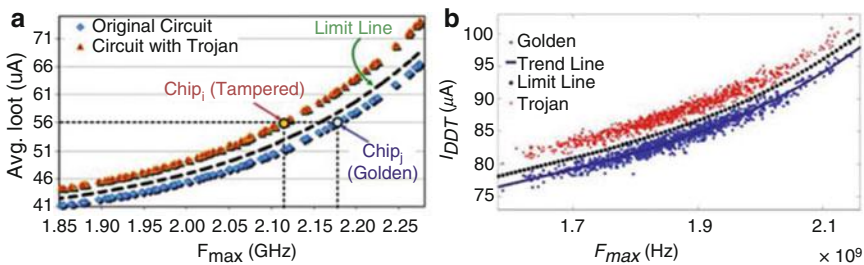 a
Original Circuit
Circuit with Trojan
Limit Line
Chipi (Tampered)
Chipj
(Golden)
Avg. loot (uA)
71
66
61
56
51
46
41
1.85 1.90 1.95 2.00 2.05 2.10 2.15 2.20 2.25
Fmax (GHz)
b
Golden
Trend Line
Limit Line
Trojan
IDDT (μA)
100
95
90
85
80
75
1.7 1.9 2.1
Fmax (Hz)
× 10⁹